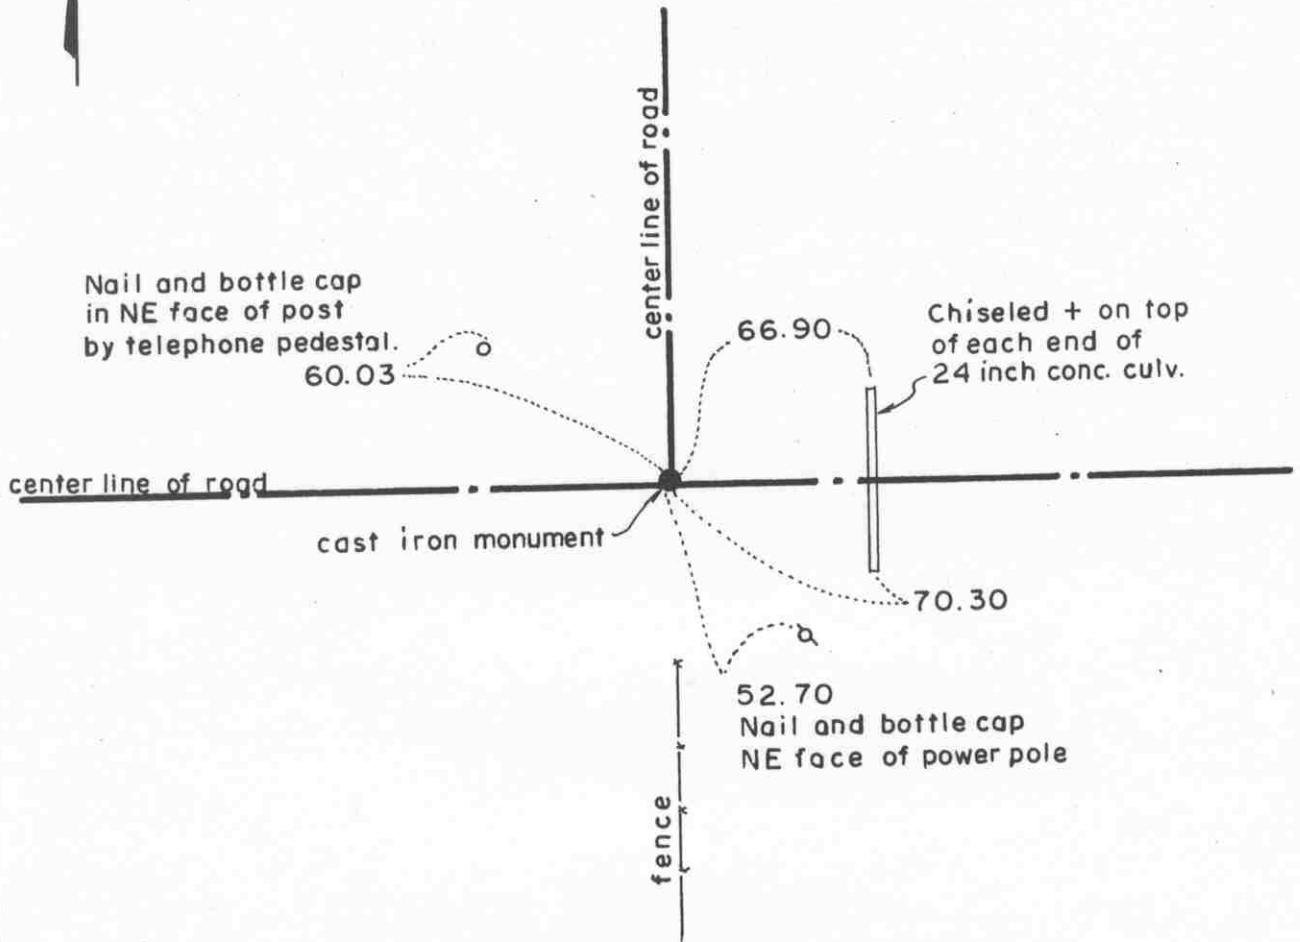 center line of road
Nail and bottle cap
in NE face of post
by telephone pedestal.
60.03
66.90
Chiseled + on top
of each end of
24 inch conc. culv.
center line of road
cast iron monument
70.30
52.70
Nail and bottle cap
NE face of power pole
fence